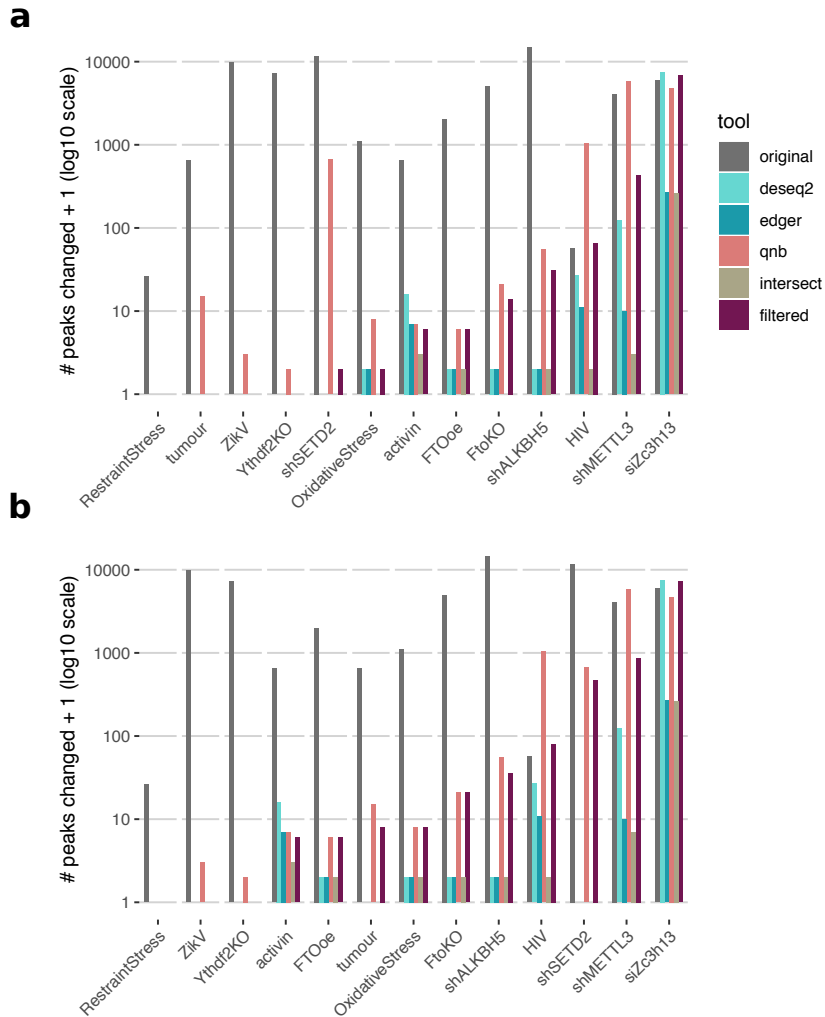 a
# peaks changed + 1 (log10 scale)
10000
1000
100
10
1
RestraintStress
tumour
ZikV
Ythdf2KO
shSETD2
OxidativeStress
activin
FTOoe
FtoKO
shALKBH5
HIV
shMETTL3
siZc3h13
tool
original
deseq2
edger
qnb
intersect
filtered
b
# peaks changed + 1 (log10 scale)
10000
1000
100
10
1
RestraintStress
ZikV
Ythdf2KO
activin
FTOoe
tumour
OxidativeStress
FtoKO
shALKBH5
HIV
shSETD2
shMETTL3
siZc3h13